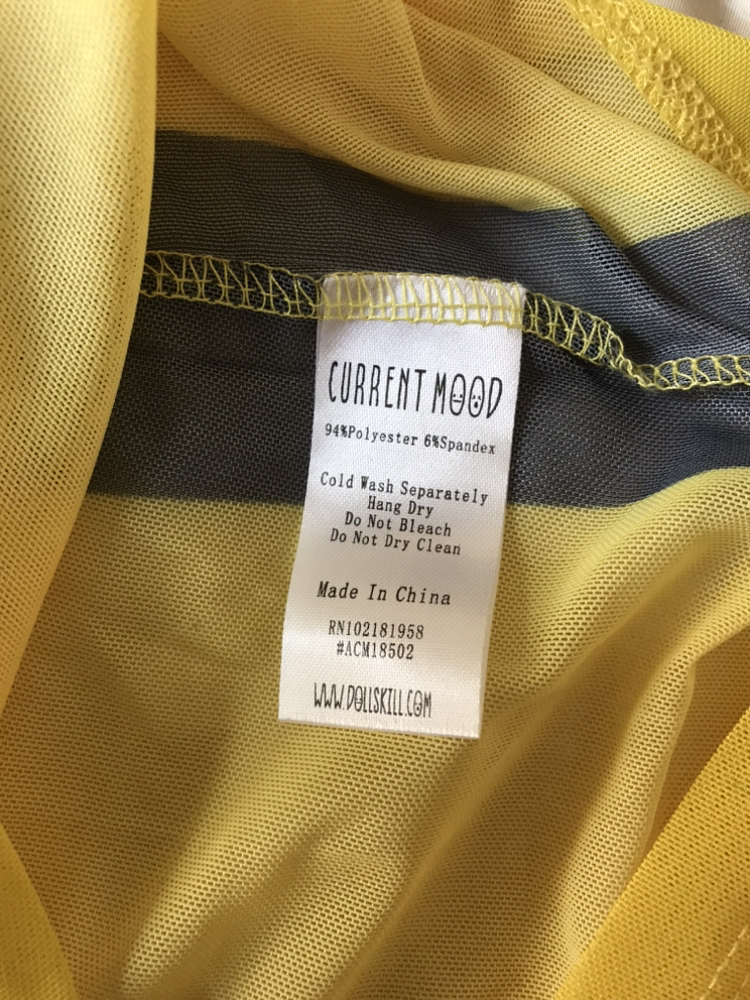 CURRENT MOOD
94%Polyester 6%Spandex
Cold Wash Separately
Hang Dry
Do Not Bleach
Do Not Dry Clean
Made In China
RN102181958
#ACM18502
WWW.DOLLSKILL.COM